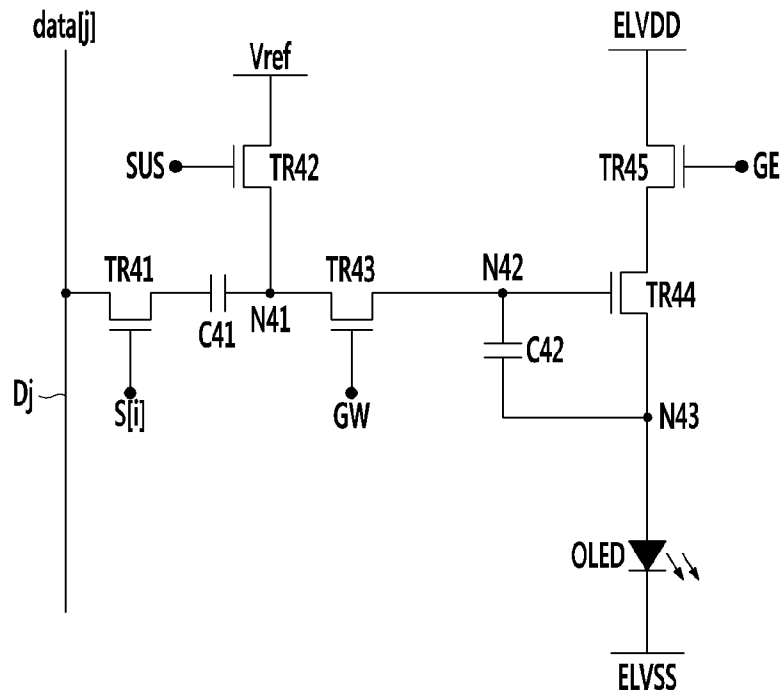 data[j]
Vref
ELVDD
SUS
TR42
TR45
GE
TR41
TR43
N42
TR44
C41
N41
C42
Dj
S[i]
GW
N43
OLED
ELVSS